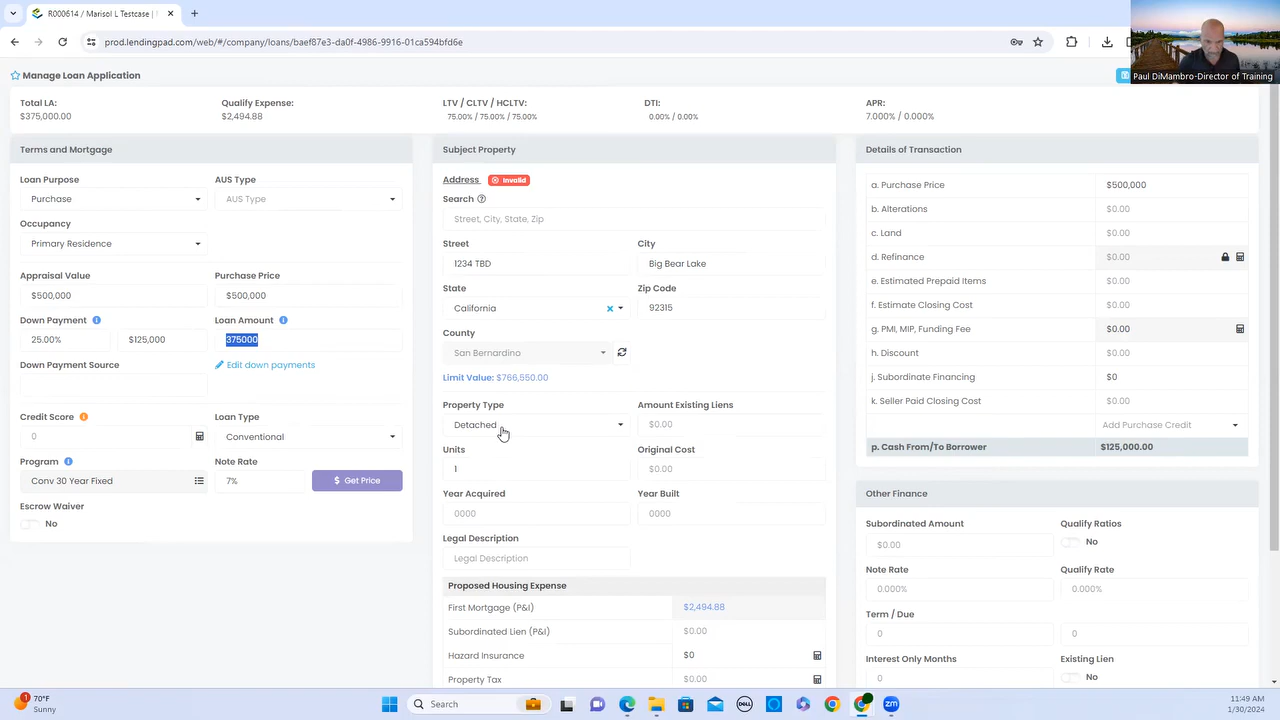 R000614 / Marisol L Testcase |
prod.lendingpad.com/web/#/company/loans/baef87e3-da0f-4986-9916-01ca594bfd6e
Paul DiMambro-Director of Training
Manage Loan Application
Total LA:
$375,000.00
Qualify Expense:
$2,494.88
LTV / CLTV / HCLTV:
75.00% / 75.00% / 75.00%
DTI:
0.00% / 0.00%
APR:
7.000% / 0.000%
Terms and Mortgage
Loan Purpose
AUS Type
Purchase
AUS Type
Occupancy
Primary Residence
Appraisal Value
Purchase Price
$500,000
$500,000
Down Payment
Loan Amount
25.00%
$125,000
375000
Down Payment Source
Edit down payments
Credit Score
Loan Type
0
Conventional
Program
Note Rate
Conv 30 Year Fixed
7%
$ Get Price
Escrow Waiver
No
Subject Property
Address
Invalid
Search
Street, City, State, Zip
Street
City
1234 TBD
Big Bear Lake
State
Zip Code
California
92315
County
San Bernardino
Limit Value: $766,550.00
Property Type
Amount Existing Liens
Detached
$0.00
Units
Original Cost
1
$0.00
Year Acquired
Year Built
0000
0000
Legal Description
Legal Description
Proposed Housing Expense
First Mortgage (P&I)
$2,494.88
Subordinated Lien (P&I)
$0.00
Hazard Insurance
$0
Property Tax
$0.00
Details of Transaction
a. Purchase Price
$500,000
b. Alterations
$0.00
c. Land
$0.00
d. Refinance
$0.00
e. Estimated Prepaid Items
$0.00
f. Estimate Closing Cost
$0.00
g. PMI, MIP, Funding Fee
$0.00
h. Discount
$0.00
j. Subordinate Financing
$0
k. Seller Paid Closing Cost
$0.00
Add Purchase Credit
p. Cash From/To Borrower
$125,000.00
Other Finance
Subordinated Amount
Qualify Ratios
$0.00
No
Note Rate
Qualify Rate
0.000%
0.000%
Term / Due
0
0
Interest Only Months
Existing Lien
0
No
1
70°F
Sunny
Search
DELL
zm
11:49 AM
1/30/2024